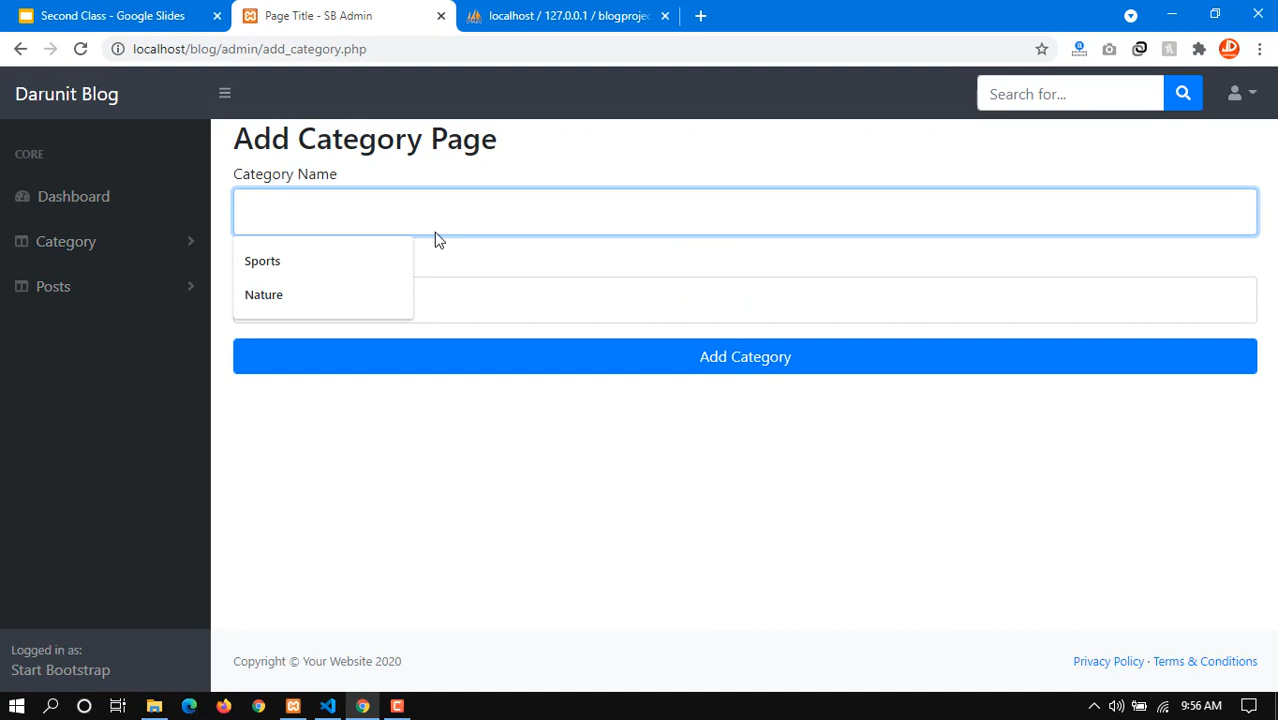 Second Class - Google Slides
Page Title - SB Admin
localhost / 127.0.0.1 / blogprojec
localhost/blog/admin/add_category.php
Darunit Blog
Search for...
CORE
Dashboard
Category
Posts
Add Category Page
Category Name
Sports
Nature
Add Category
Logged in as:
Start Bootstrap
Copyright © Your Website 2020
Privacy Policy · Terms & Conditions
9:56 AM